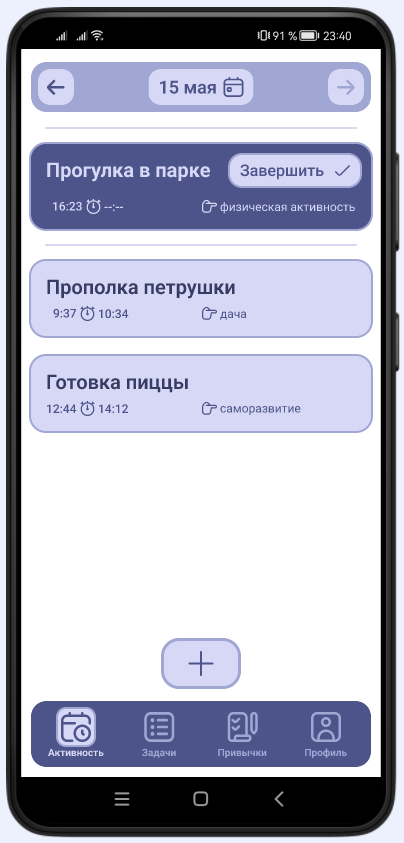 91 % 23:40
15 мая
Прогулка в парке Завершить
16:23 --:-- физическая активность
Прополка петрушки
9:37 10:34 дача
Готовка пиццы
12:44 14:12 саморазвитие
Активность Задачи Привычки Профиль